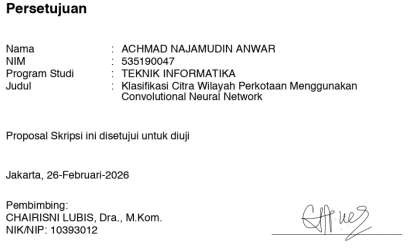 Persetujuan
Nama : ACHMAD NAJAMUDIN ANWAR
NIM : 535190047
Program Studi : TEKNIK INFORMATIKA
Judul : Klasifikasi Citra Wilayah Perkotaan Menggunakan
Convolutional Neural Network
Proposal Skripsi ini disetujui untuk diuji
Jakarta, 26-Februari-2026
Pembimbing:
CHAIRISNI LUBIS, Dra., M.Kom.
NIK/NIP: 10393012